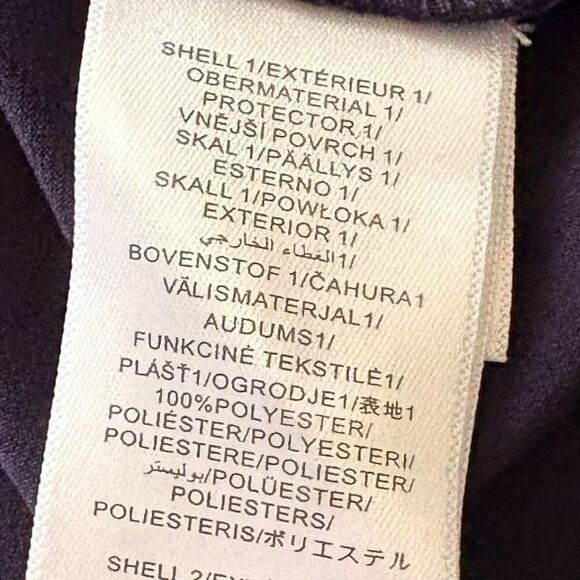 SHELL 1/EXTÉRIEUR 1/
OBERMATERIAL 1/
PROTECTOR 1/
VNĚJŠÍ POVRCH 1/
SKAL 1/PÄÄLLYS 1/
ESTERNO 1/
SKALL 1/POWŁOKA 1/
EXTERIOR 1/
الغطاء الخارجي 1/
BOVENSTOF 1/ČAHURA1
VÄLISMATERJAL1/
AUDUMS1/
FUNKCINĖ TEKSTILĖ1/
PLÁŠŤ1/OGRODJE1/表地1
100%POLYESTER/
POLIÉSTER/POLYESTERI/
POLIESTERE/POLIESTER/
بوليستر/POLÜESTER/
POLIESTERS/
POLIESTERIS/ポリエステル
SHELL 2/